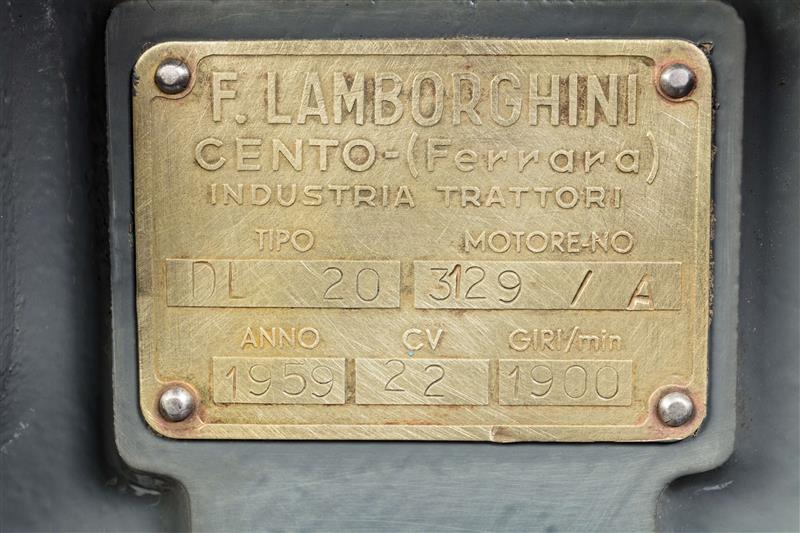 F. LAMBORGHINI
CENTO-(Ferrara)
INDUSTRIA TRATTORI
TIPO MOTORE-NO
DL 20 3129 / A
ANNO CV GIRI/min
1959 22 1900